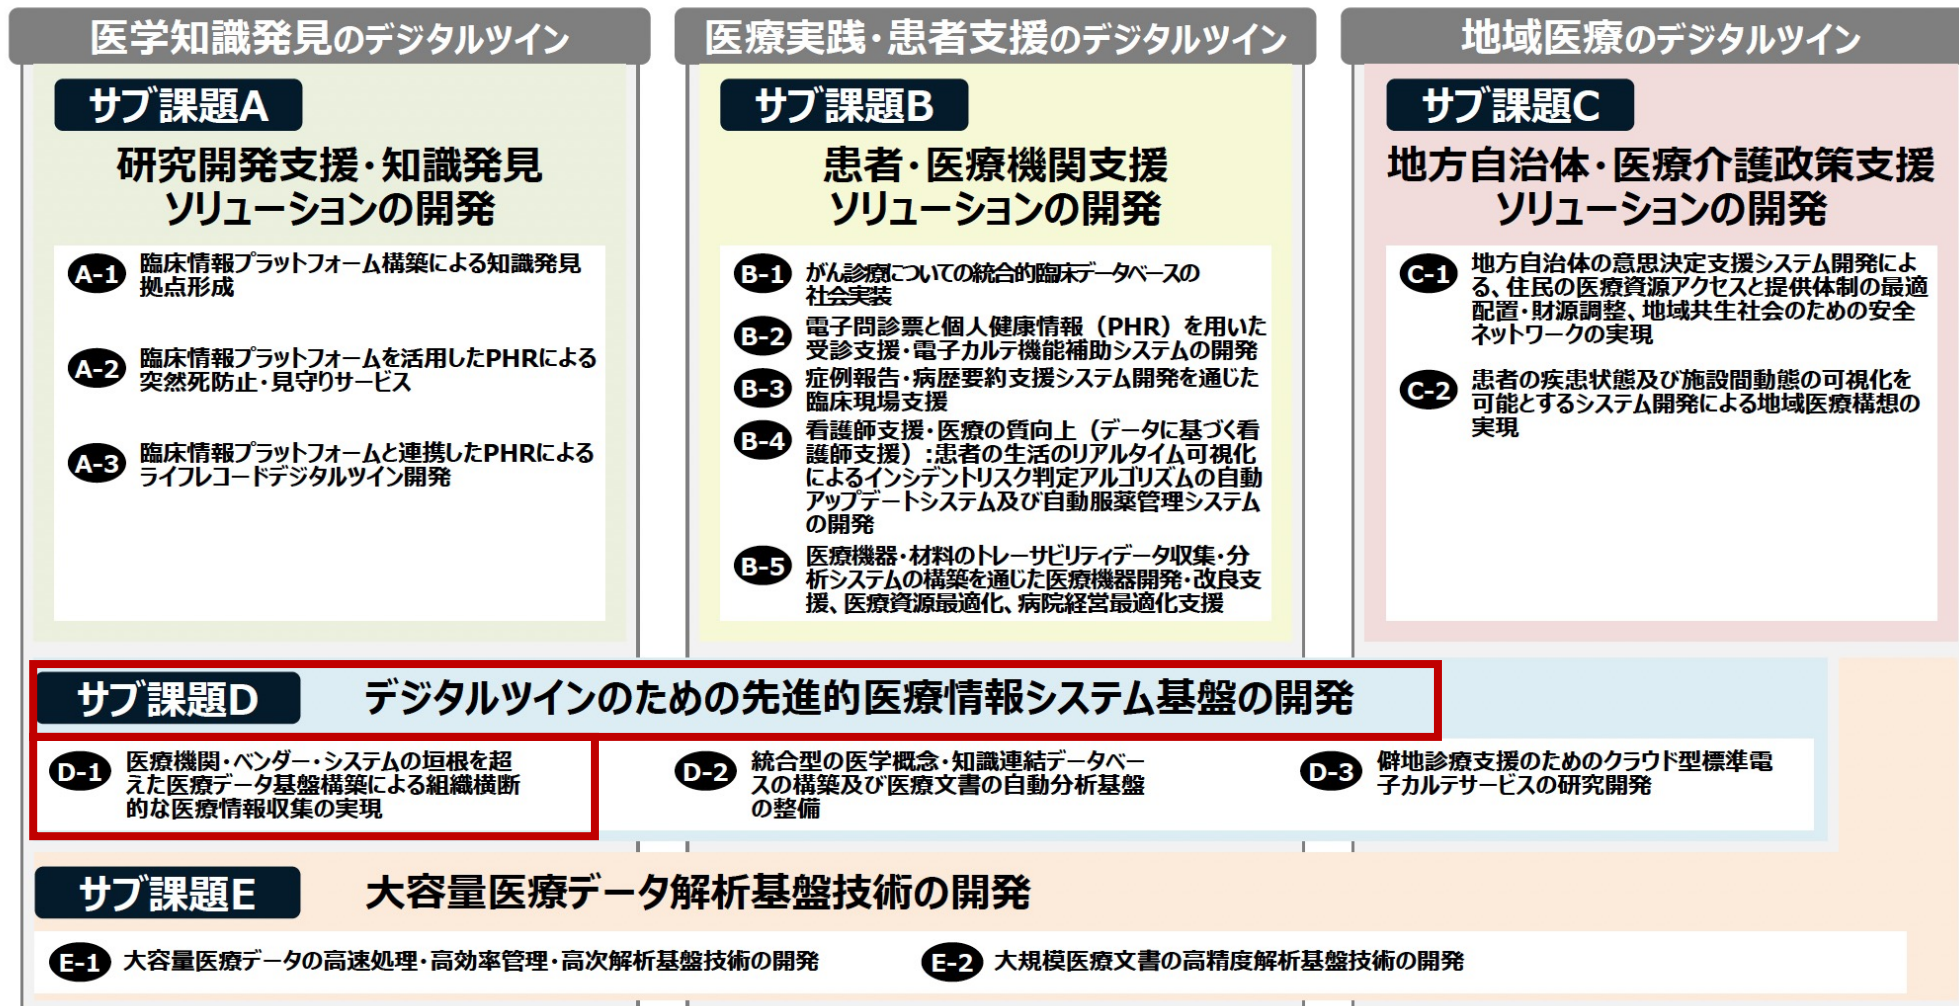 医学知識発見のデジタルツイン
医療実践・患者支援のデジタルツイン
地域医療のデジタルツイン
サブ課題A
研究開発支援・知識発見
ソリューションの開発
A-1
臨床情報プラットフォーム構築による知識発見
拠点形成
A-2
臨床情報プラットフォームを活用したPHRによる
突然死防止・見守りサービス
A-3
臨床情報プラットフォームと連携したPHRによる
ライフレコードデジタルツイン開発
サブ課題B
患者・医療機関支援
ソリューションの開発
B-1
がん診療についての統合的臨床データベースの
社会実装
B-2
電子問診票と個人健康情報（PHR）を用いた
受診支援・電子カルテ機能補助システムの開発
B-3
症例報告・病歴要約支援システム開発を通じた
臨床現場支援
B-4
看護師支援・医療の質向上（データに基づく看
護師支援）:患者の生活のリアルタイム可視化
によるインシデントリスク判定アルゴリズムの自動
アップデートシステム及び自動服薬管理システム
の開発
B-5
医療機器・材料のトレーサビリティデータ収集・分
析システムの構築を通じた医療機器開発・改良支
援、医療資源最適化、病院経営最適化支援
サブ課題C
地方自治体・医療介護政策支援
ソリューションの開発
C-1
地方自治体の意思決定支援システム開発によ
る、住民の医療資源アクセスと提供体制の最適
配置・財源調整、地域共生社会のための安全
ネットワークの実現
C-2
患者の疾患状態及び施設間動態の可視化を
可能とするシステム開発による地域医療構想の
実現
サブ課題D
デジタルツインのための先進的医療情報システム基盤の開発
D-1
医療機関・ベンダー・システムの垣根を超
えた医療データ基盤構築による組織横断
的な医療情報収集の実現
D-2
統合型の医学概念・知識連結データベー
スの構築及び医療文書の自動分析基盤
の整備
D-3
僻地診療支援のためのクラウド型標準電
子カルテサービスの研究開発
サブ課題E
大容量医療データ解析基盤技術の開発
E-1
大容量医療データの高速処理・高効率管理・高次解析基盤技術の開発
E-2
大規模医療文書の高精度解析基盤技術の開発